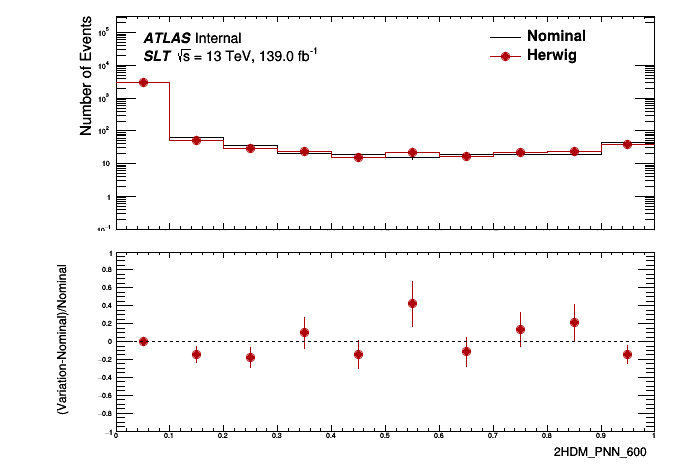 ATLAS Internal
SLT √s = 13 TeV, 139.0 fb⁻¹
Nominal
Herwig
Number of Events
10⁵
10⁴
10³
10²
10
1
10⁻¹
(Variation-Nominal)/Nominal
1
0.8
0.6
0.4
0.2
0
−0.2
−0.4
−0.6
−0.8
−1
0 0.1 0.2 0.3 0.4 0.5 0.6 0.7 0.8 0.9 1
2HDM_PNN_600